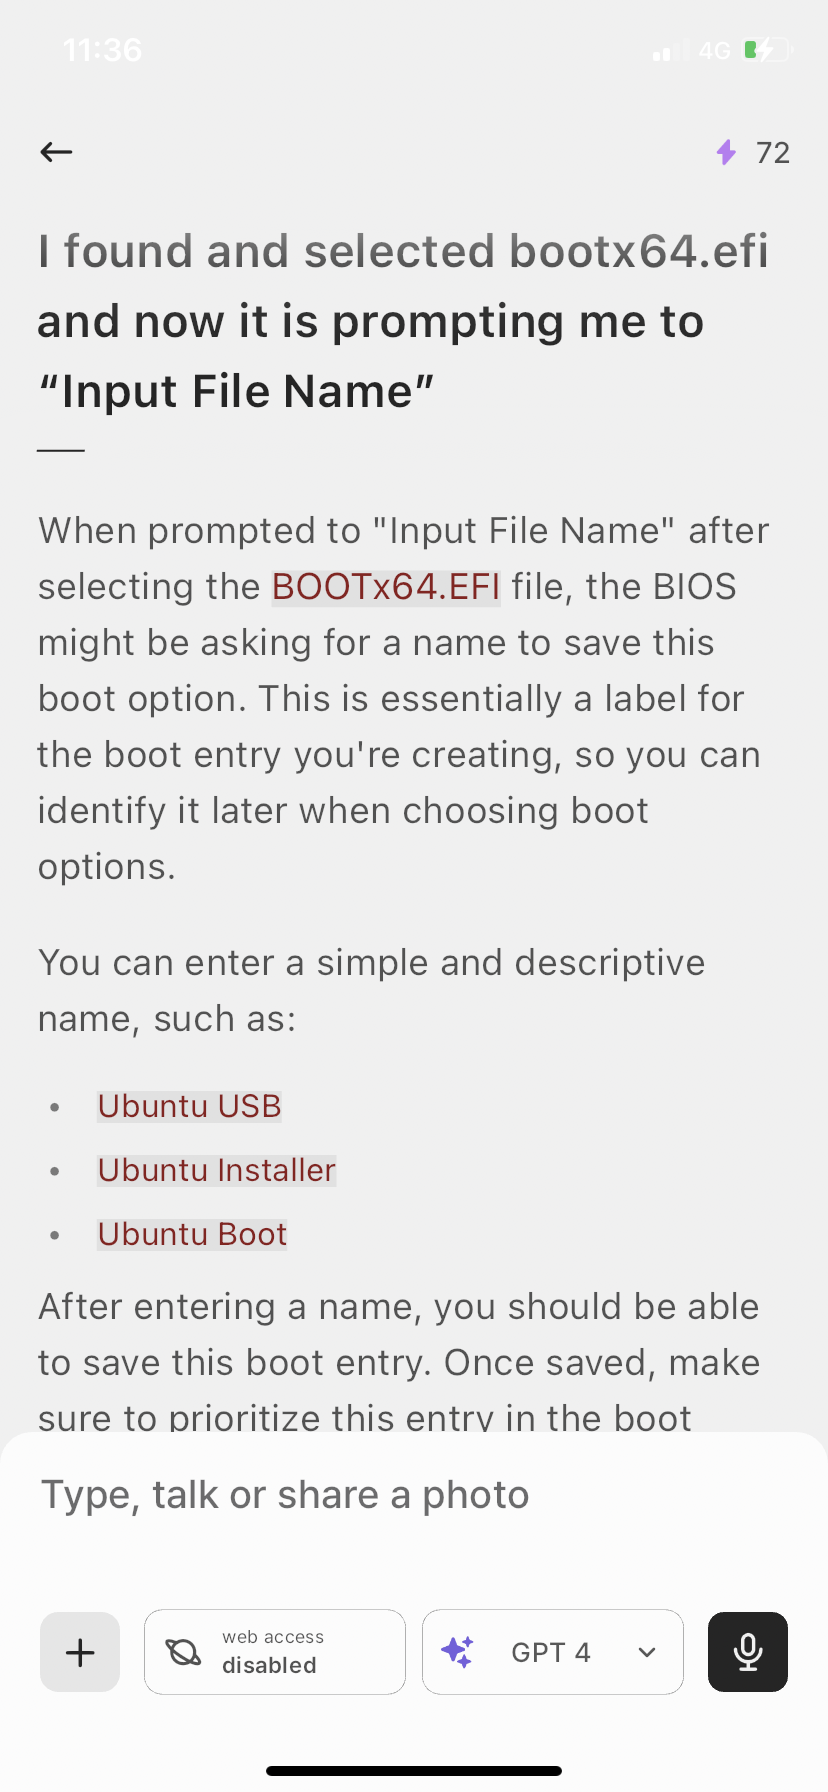 11:36
4G
72
I found and selected bootx64.efi
and now it is prompting me to
“Input File Name”
When prompted to "Input File Name" after
selecting the BOOTx64.EFI file, the BIOS
might be asking for a name to save this
boot option. This is essentially a label for
the boot entry you're creating, so you can
identify it later when choosing boot
options.
You can enter a simple and descriptive
name, such as:
• Ubuntu USB
• Ubuntu Installer
• Ubuntu Boot
After entering a name, you should be able
to save this boot entry. Once saved, make
sure to prioritize this entry in the boot
Type, talk or share a photo
web access
disabled
GPT 4